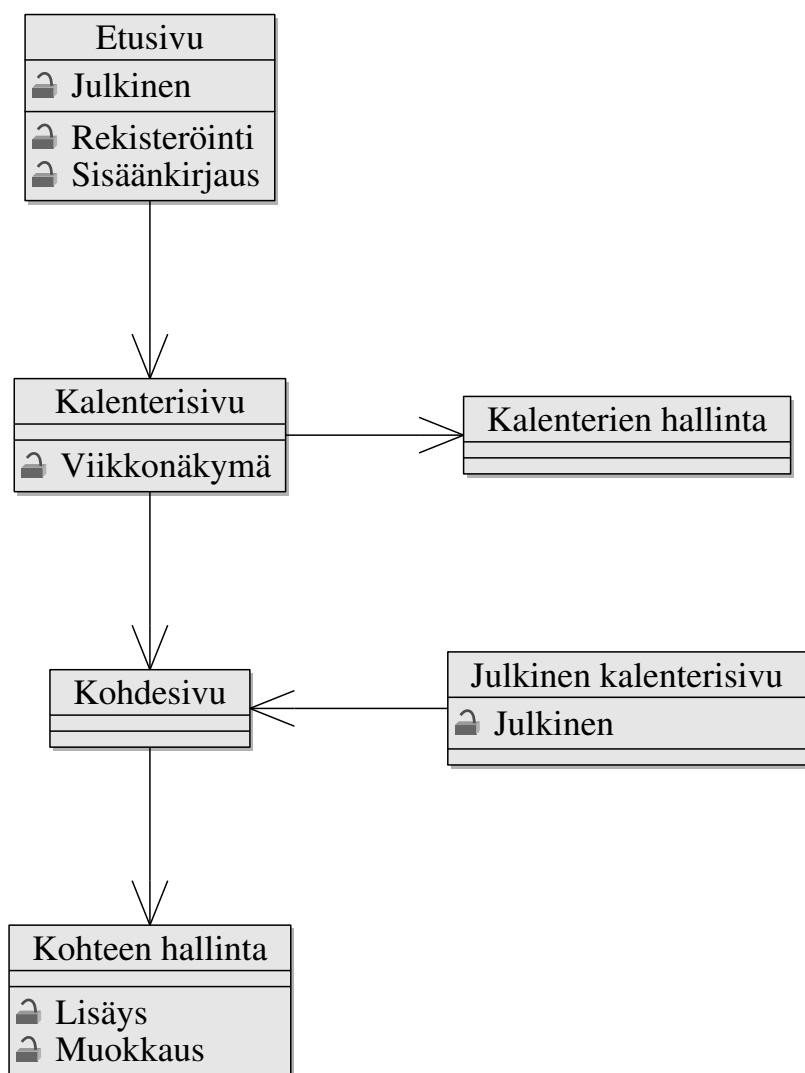 Etusivu
Julkinen
Rekisteröinti
Sisäänkirjaus
Kalenterisivu
Viikkonäkymä
Kalenterien hallinta
Kohdesivu
Julkinen kalenterisivu
Julkinen
Kohteen hallinta
Lisäys
Muokkaus